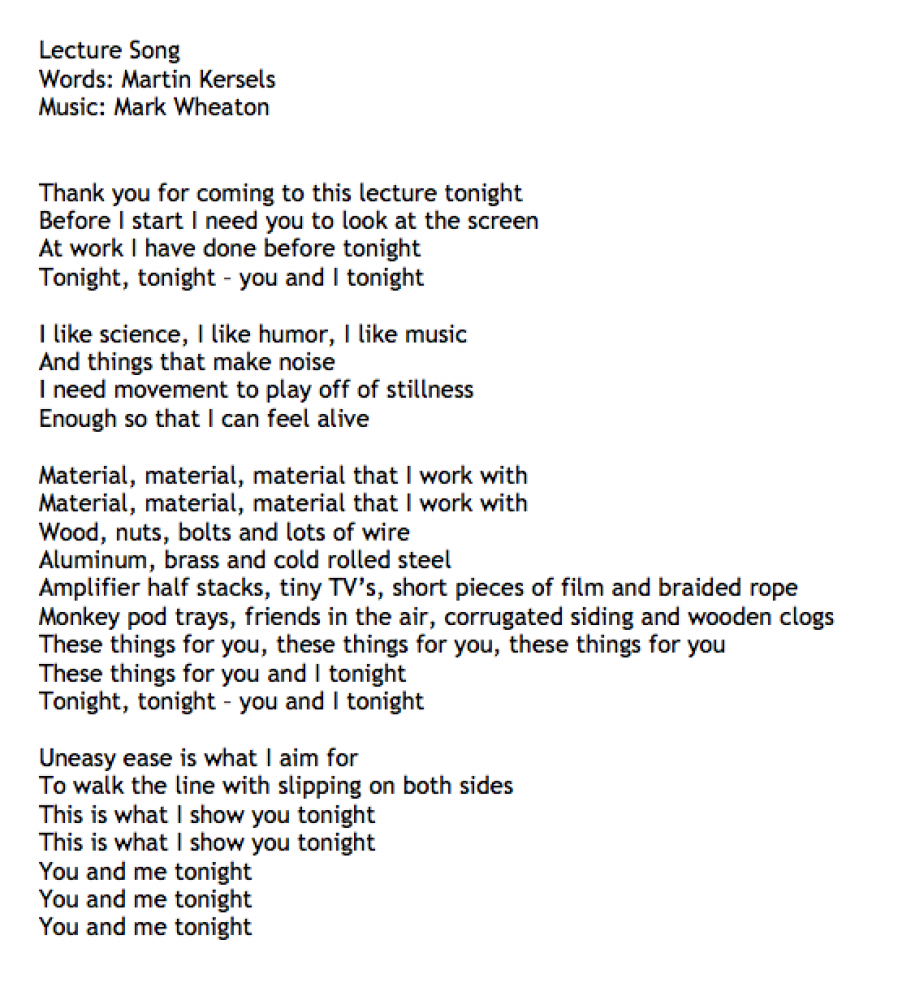 Lecture Song
Words: Martin Kersels
Music: Mark Wheaton
Thank you for coming to this lecture tonight
Before I start I need you to look at the screen
At work I have done before tonight
Tonight, tonight – you and I tonight
I like science, I like humor, I like music
And things that make noise
I need movement to play off of stillness
Enough so that I can feel alive
Material, material, material that I work with
Material, material, material that I work with
Wood, nuts, bolts and lots of wire
Aluminum, brass and cold rolled steel
Amplifier half stacks, tiny TV’s, short pieces of film and braided rope
Monkey pod trays, friends in the air, corrugated siding and wooden clogs
These things for you, these things for you, these things for you
These things for you and I tonight
Tonight, tonight – you and I tonight
Uneasy ease is what I aim for
To walk the line with slipping on both sides
This is what I show you tonight
This is what I show you tonight
You and me tonight
You and me tonight
You and me tonight